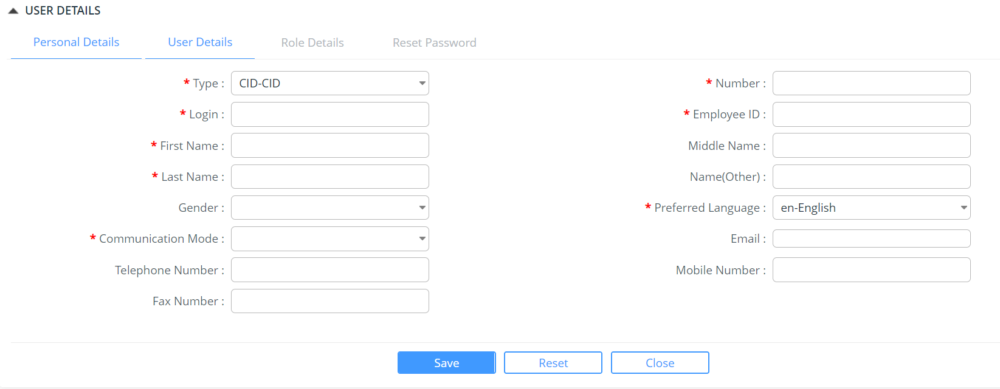 USER DETAILS
Personal Details User Details Role Details Reset Password
* Type : CID-CID * Number :
* Login : * Employee ID :
* First Name : Middle Name :
* Last Name : Name(Other) :
Gender : * Preferred Language : en-English
* Communication Mode : Email :
Telephone Number : Mobile Number :
Fax Number :
Save Reset Close